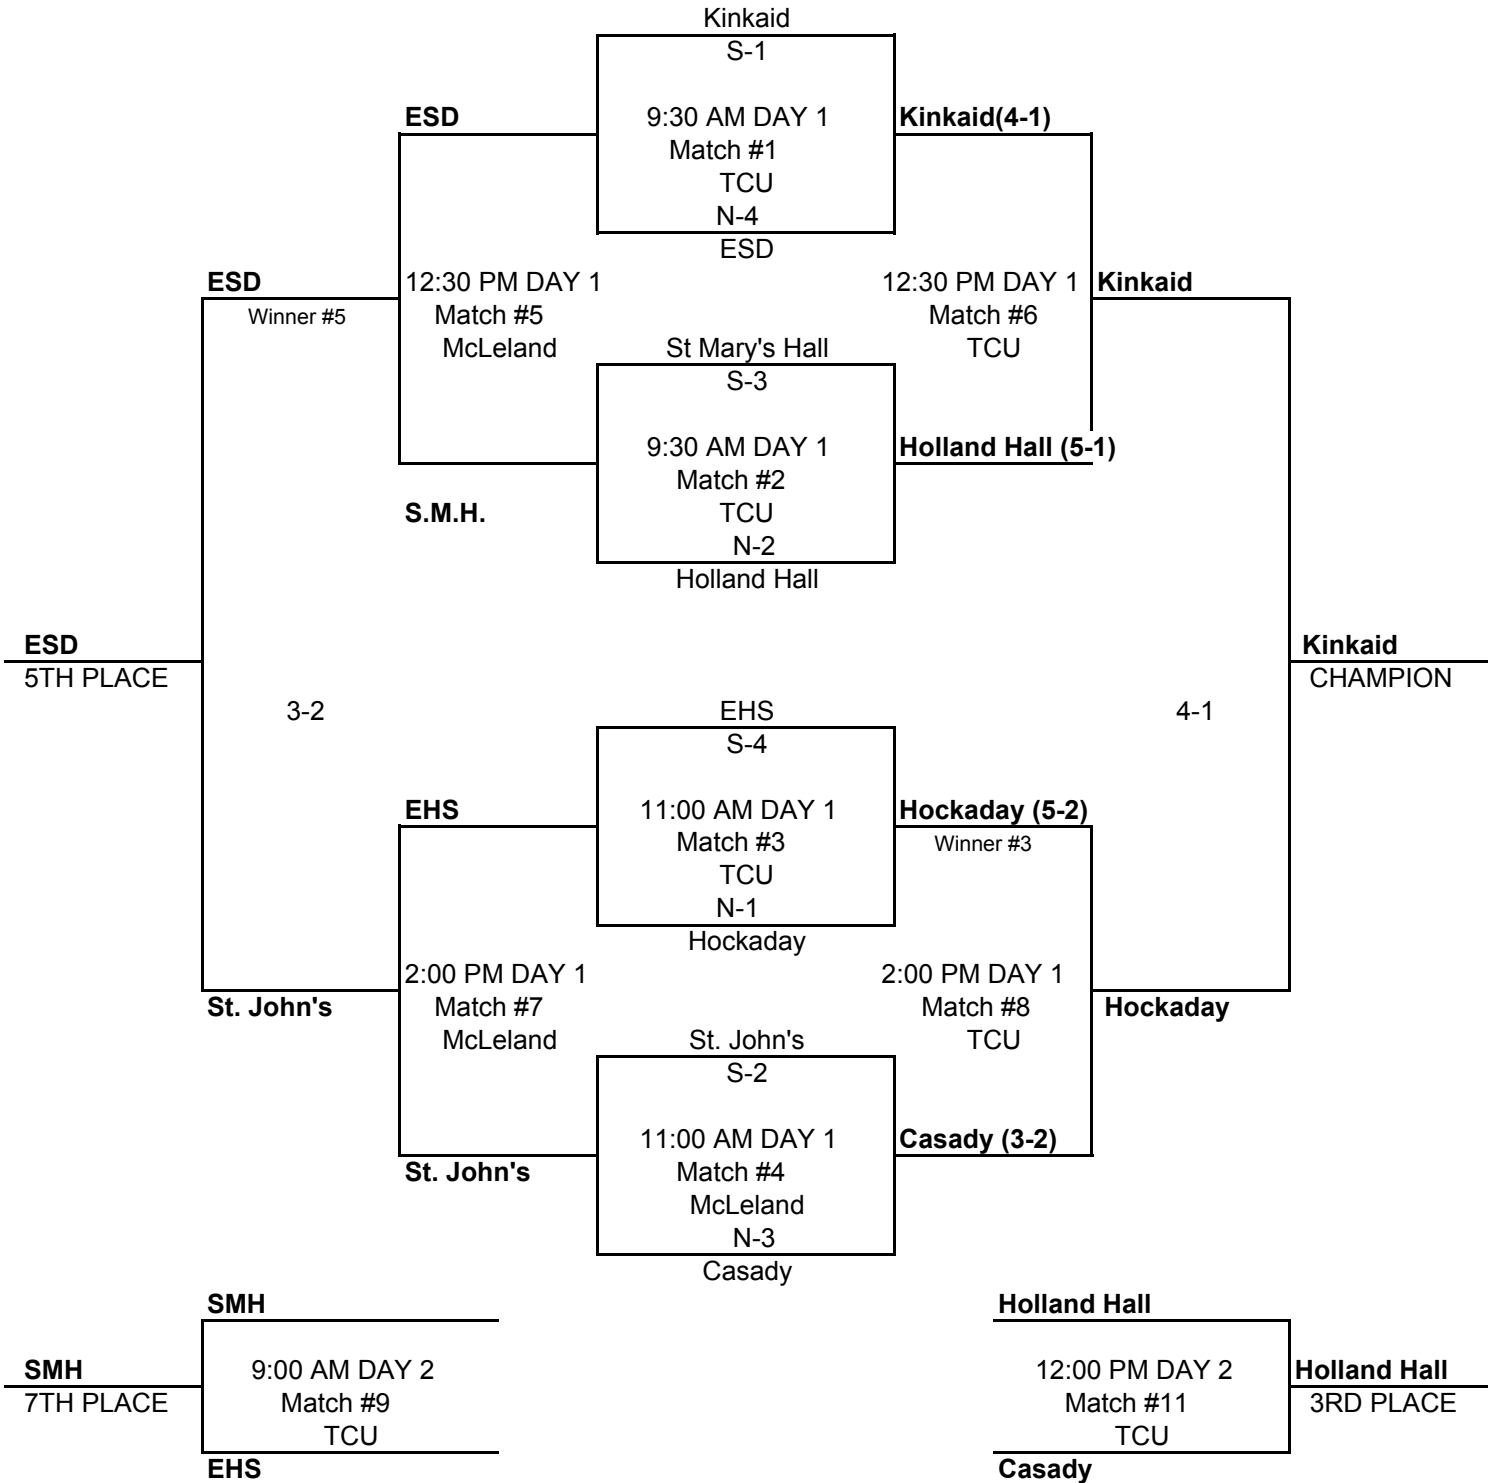 Kinkaid
S-1
ESD 9:30 AM DAY 1 Kinkaid(4-1)
Match #1
TCU
N-4
ESD
ESD 12:30 PM DAY 1 12:30 PM DAY 1 Kinkaid
Winner #5 Match #5 Match #6
McLeland St Mary's Hall TCU
S-3
9:30 AM DAY 1 Holland Hall (5-1)
Match #2
S.M.H. TCU
N-2
Holland Hall
ESD Kinkaid
5TH PLACE CHAMPION
3-2 EHS 4-1
S-4
EHS 11:00 AM DAY 1 Hockaday (5-2)
Match #3 Winner #3
TCU
N-1
Hockaday
2:00 PM DAY 1 2:00 PM DAY 1
St. John's Match #7 Match #8 Hockaday
McLeland St. John's TCU
S-2
11:00 AM DAY 1 Casady (3-2)
St. John's Match #4
McLeland
N-3
Casady
SMH Holland Hall
SMH 9:00 AM DAY 2 12:00 PM DAY 2 Holland Hall
7TH PLACE Match #9 Match #11 3RD PLACE
TCU TCU
EHS Casady